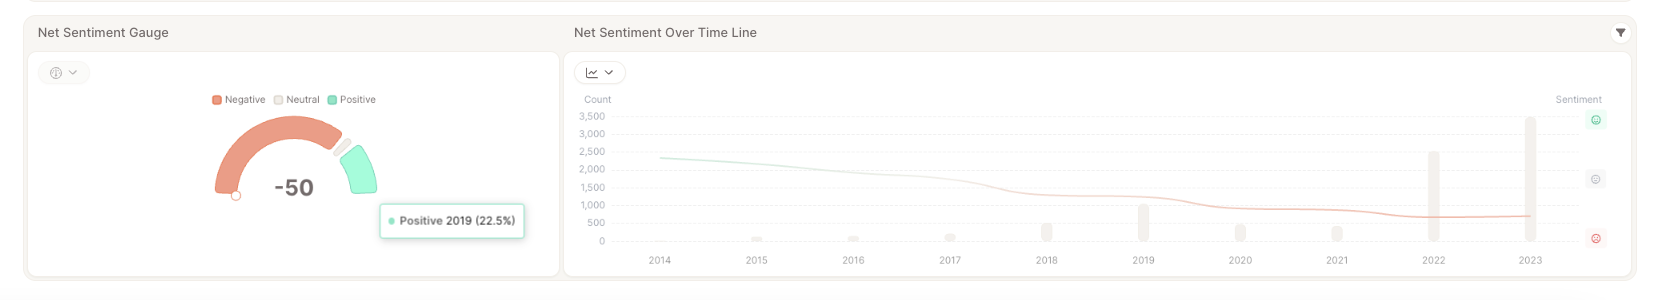 Net Sentiment Gauge
Negative Neutral Positive
-50
Positive 2019 (22.5%)
Net Sentiment Over Time Line
Count Sentiment
3,500
3,000
2,500
2,000
1,500
1,000
500
0
2014 2015 2016 2017 2018 2019 2020 2021 2022 2023